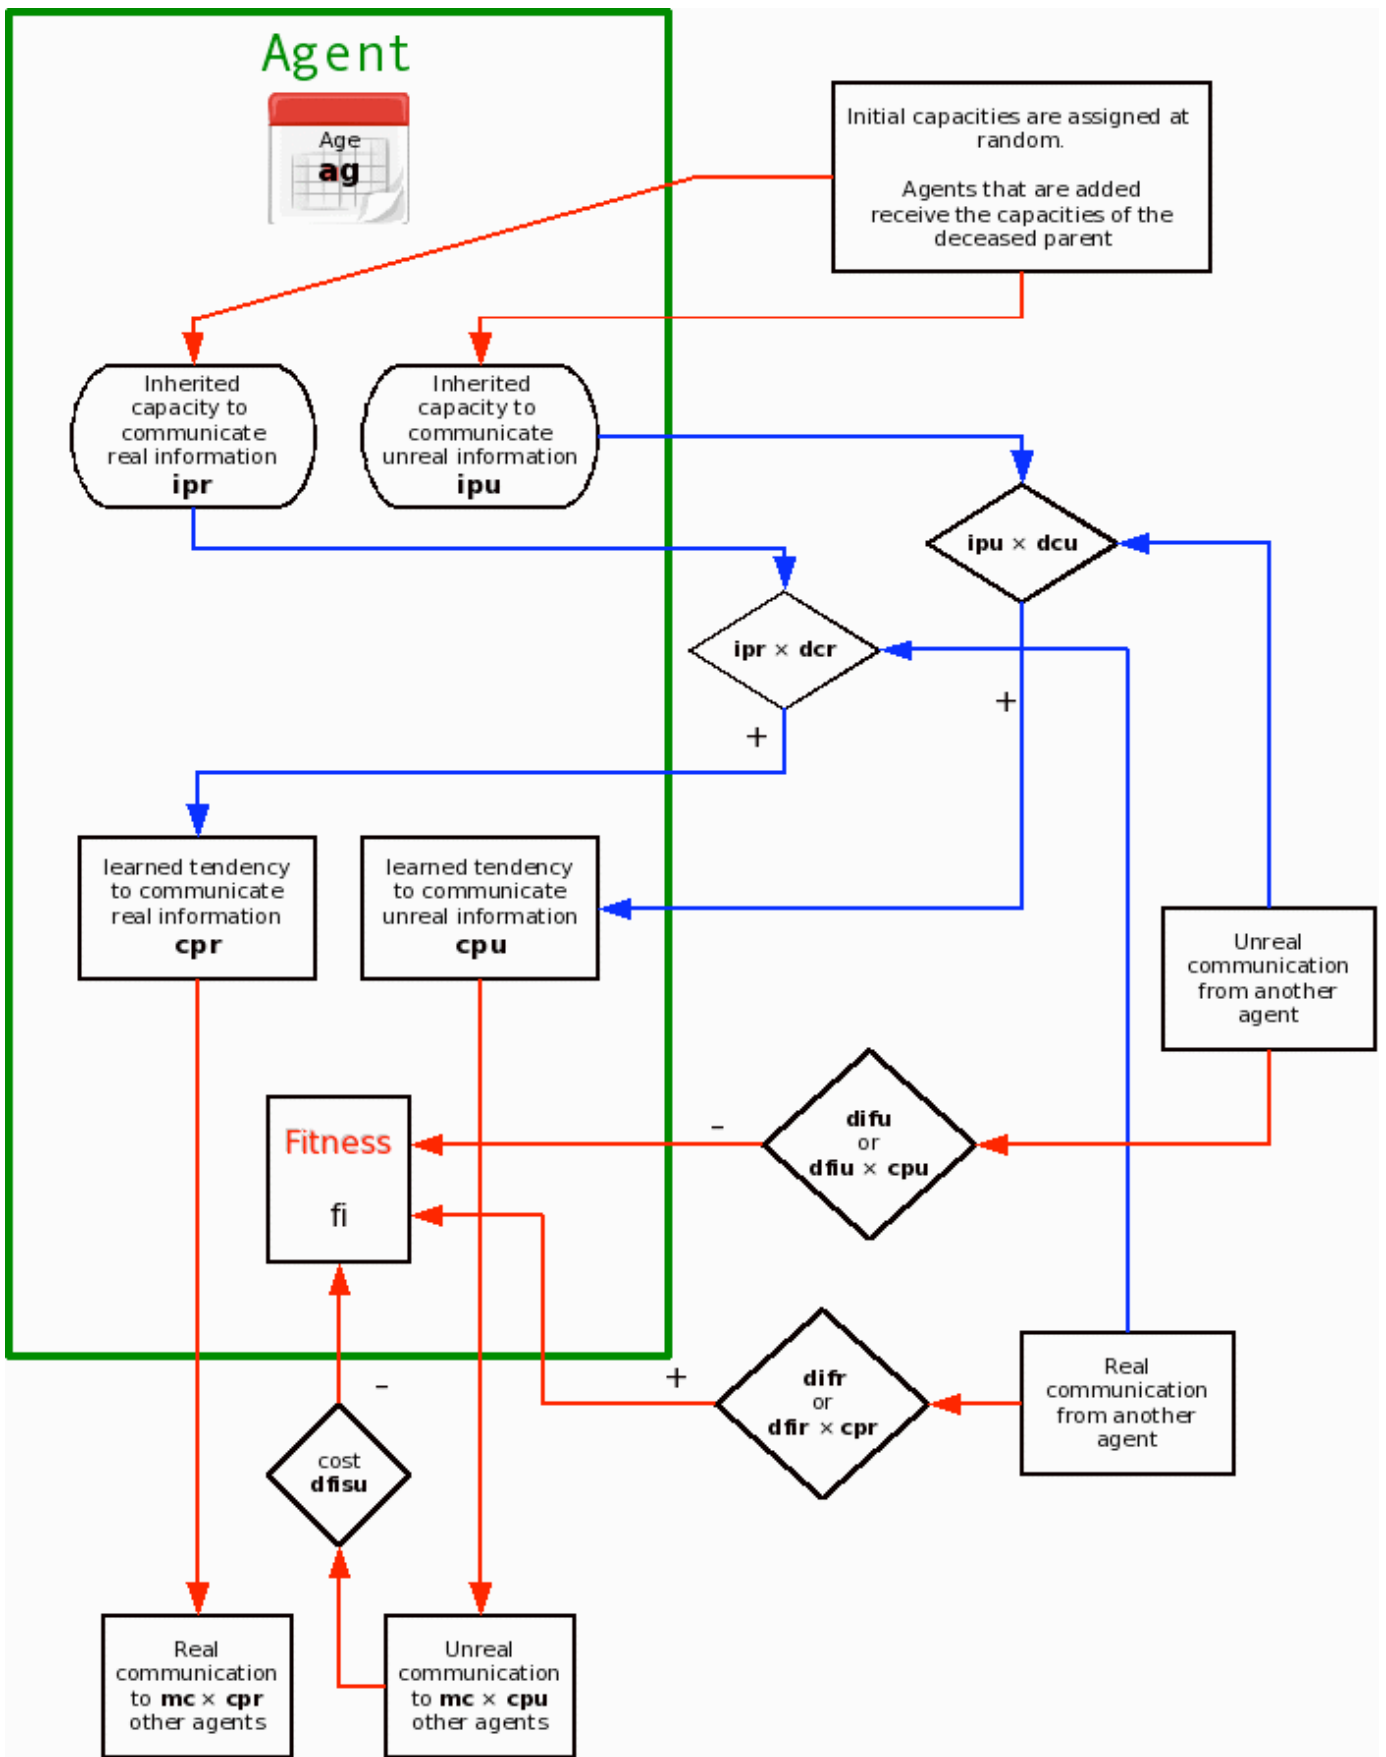 Agent
Age
ag
Initial capacities are assigned at
random.
Agents that are added
receive the capacities of the
deceased parent
Inherited
capacity to
communicate
real information
ipr
Inherited
capacity to
communicate
unreal information
ipu
ipu × dcu
ipr × dcr
+
+
learned tendency
to communicate
real information
cpr
learned tendency
to communicate
unreal information
cpu
Unreal
communication
from another
agent
Fitness
fi
–
difu
or
dfiu × cpu
+
difr
or
dfir × cpr
Real
communication
from another
agent
–
cost
dfisu
Real
communication
to mc × cpr
other agents
Unreal
communication
to mc × cpu
other agents